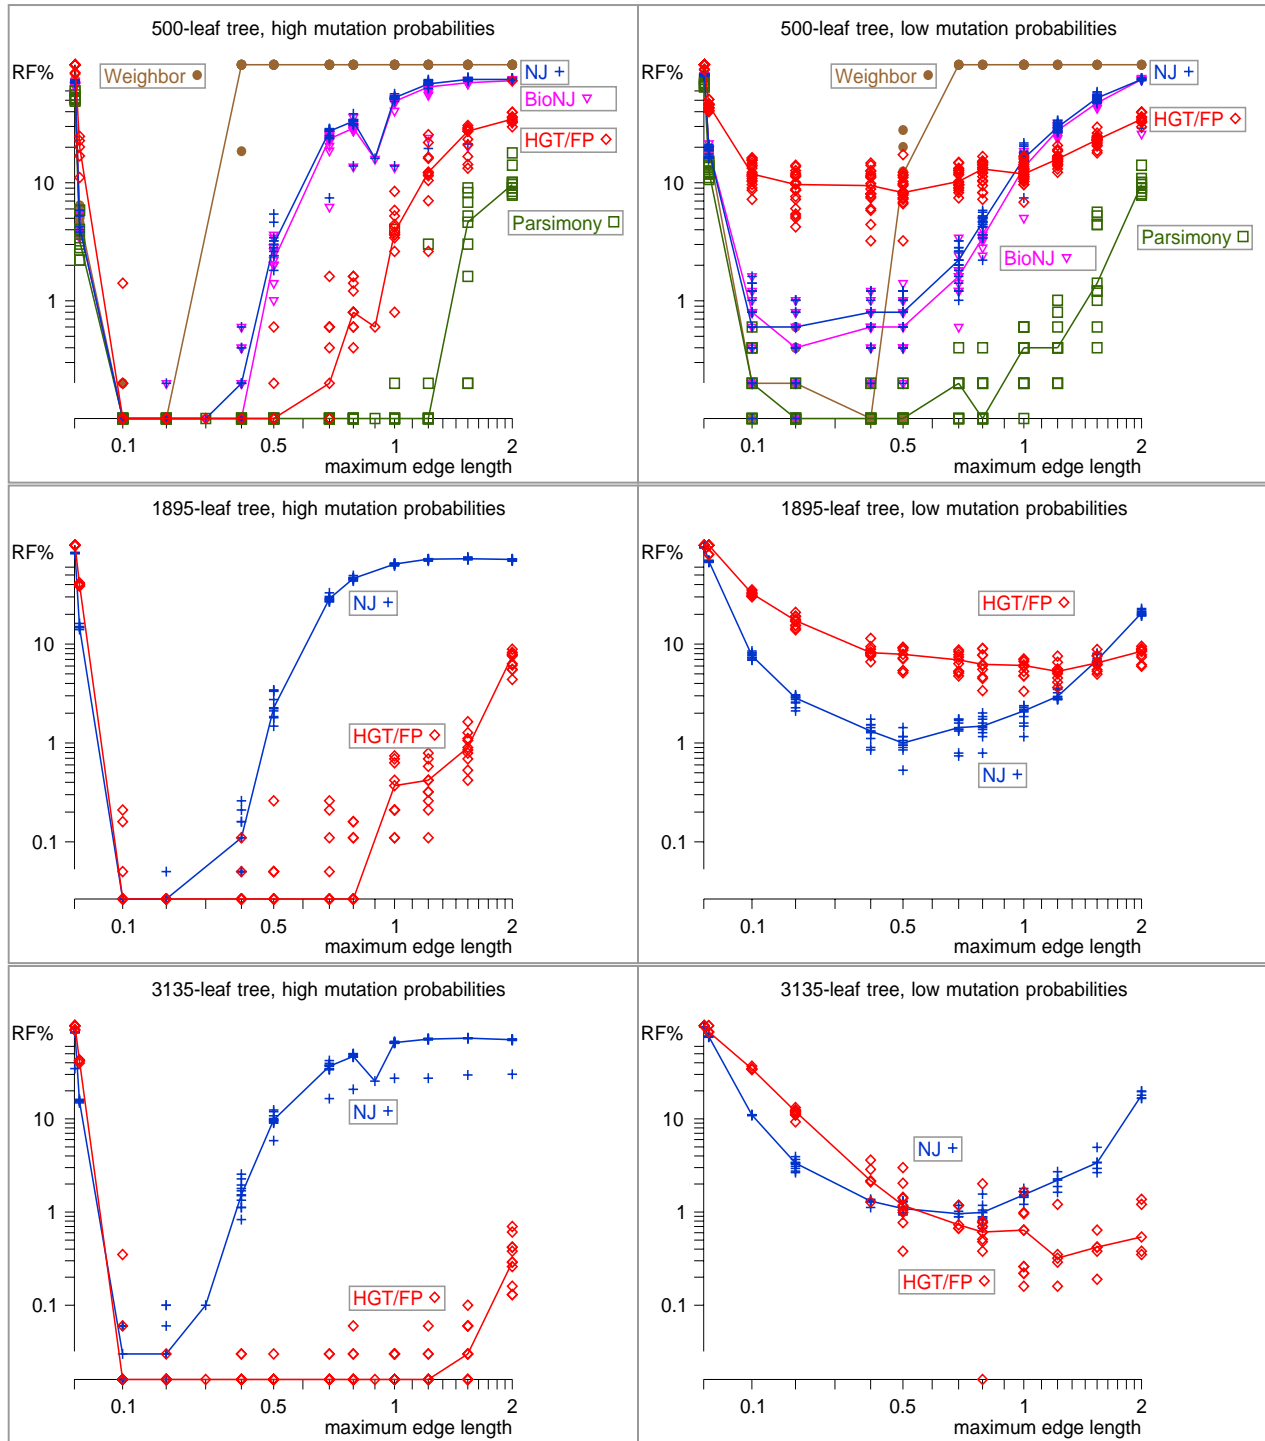 500-leaf tree, high mutation probabilities
RF%
Weighbor
NJ +
BioNJ
HGT/FP
10
Parsimony
1
0.1
0.5
1
2
maximum edge length
500-leaf tree, low mutation probabilities
RF%
Weighbor
NJ +
HGT/FP
10
Parsimony
BioNJ
1
0.1
0.5
1
2
maximum edge length
1895-leaf tree, high mutation probabilities
RF%
NJ +
10
HGT/FP
1
0.1
0.1
0.5
1
2
maximum edge length
1895-leaf tree, low mutation probabilities
RF%
HGT/FP
10
1
NJ +
0.1
0.1
0.5
1
2
maximum edge length
3135-leaf tree, high mutation probabilities
RF%
10
NJ +
1
HGT/FP
0.1
0.1
0.5
1
2
maximum edge length
3135-leaf tree, low mutation probabilities
RF%
10
NJ +
1
HGT/FP
0.1
0.1
0.5
1
2
maximum edge length